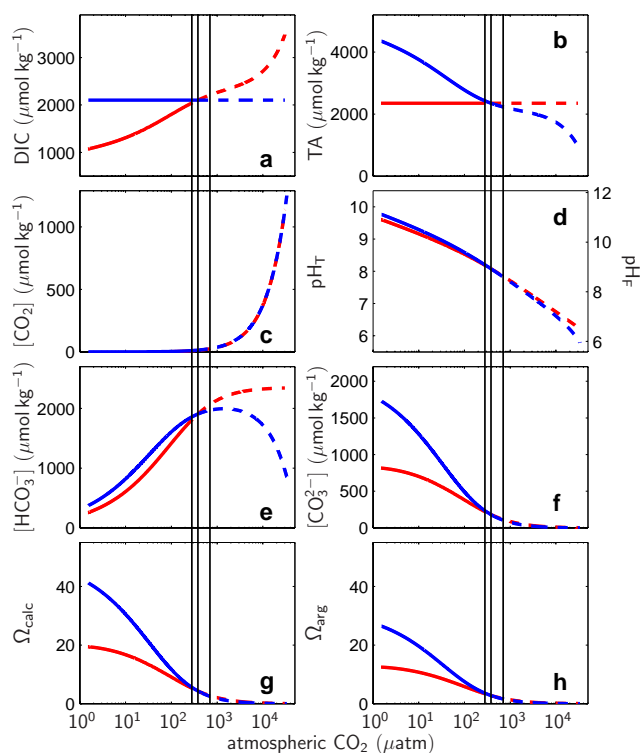 3000
2000
1000
DIC (μmol kg⁻¹)
a
4000
2000
0
TA (μmol kg⁻¹)
b
1000
500
0
[CO₂] (μmol kg⁻¹)
c
10
9
8
7
6
pH_T
d
12
10
8
6
pH_F
2000
1000
0
[HCO₃⁻] (μmol kg⁻¹)
e
2000
1500
1000
500
0
[CO₃²⁻] (μmol kg⁻¹)
f
40
20
0
Ω_calc
g
10⁰ 10¹ 10² 10³ 10⁴
40
20
0
Ω_arg
h
10⁰ 10¹ 10² 10³ 10⁴
atmospheric CO₂ (μatm)